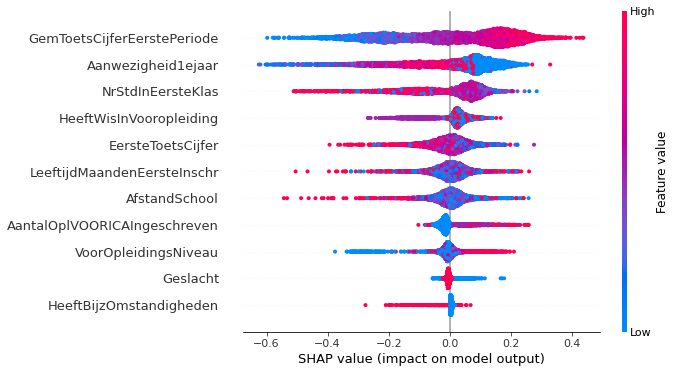 High
GemToetsCijferEerstePeriode
Aanwezigheid1ejaar
NrStdInEersteKlas
HeeftWisInVooropleiding
EersteToetsCijfer
LeeftijdMaandenEersteInschr
AfstandSchool
AantalOplVOORICAIngeschreven
VoorOpleidingsNiveau
Geslacht
HeeftBijzOmstandigheden
Feature value
Low
−0.6 −0.4 −0.2 0.0 0.2 0.4
SHAP value (impact on model output)